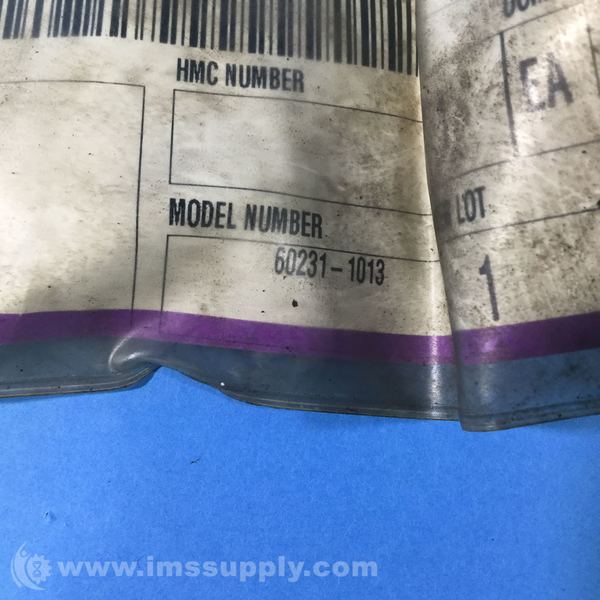 HMC NUMBER
EA
MODEL NUMBER
LOT
60231-1013
1
www.imssupply.com